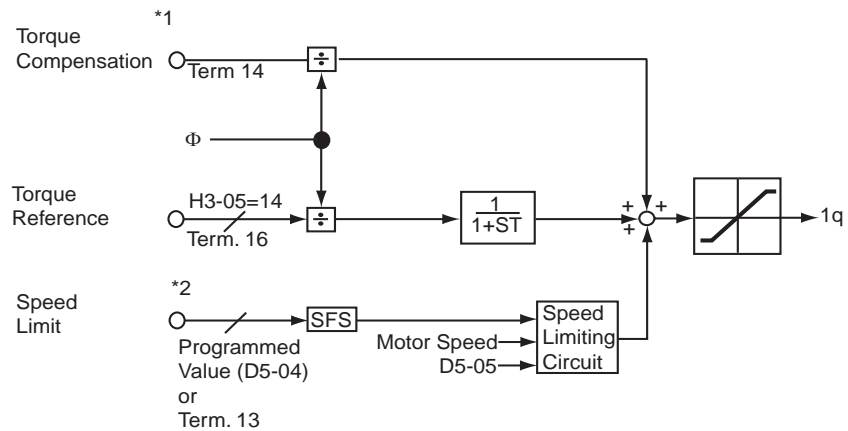 *1
Torque
Compensation
Term 14
÷
Φ
Torque
Reference
H3-05=14
Term. 16
÷
1
1+ST
+ +
+
1q
*2
Speed
Limit
SFS
Programmed
Value (D5-04)
or
Term. 13
Motor Speed
D5-05
Speed
Limiting
Circuit